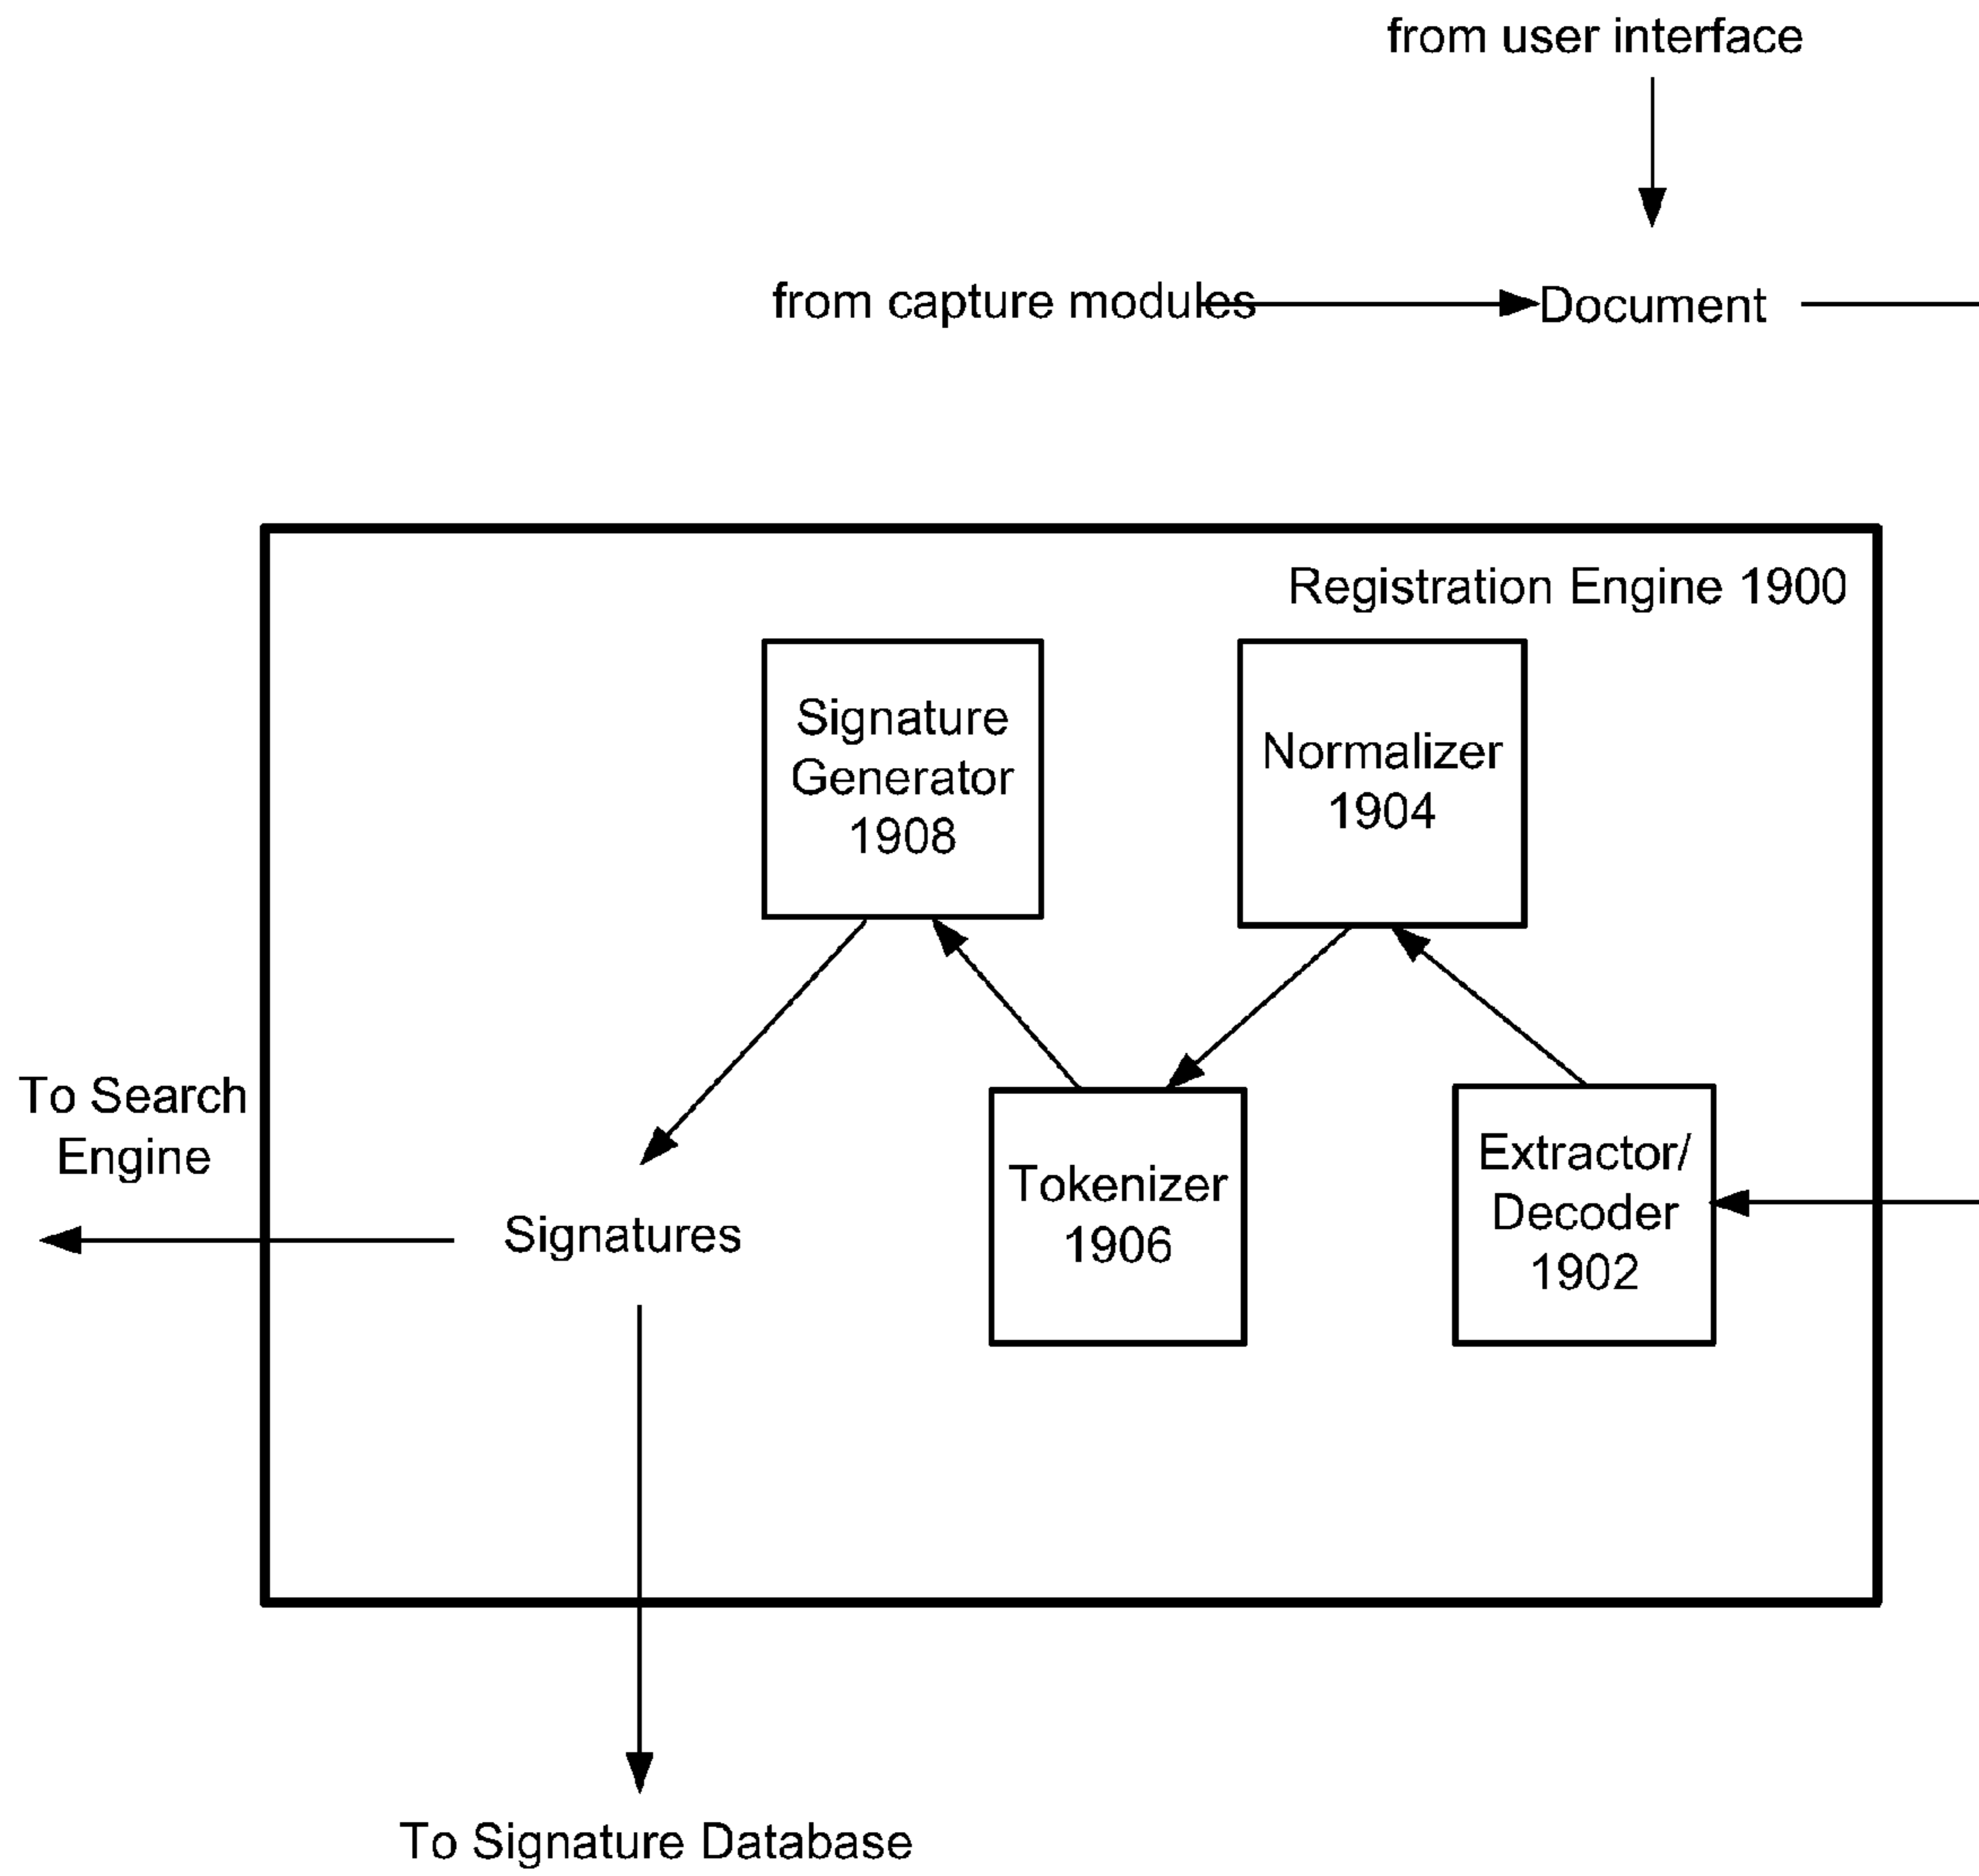 from user interface
from capture modules
Document
Registration Engine 1900
Signature
Generator
1908
Normalizer
1904
To Search
Engine
Signatures
Tokenizer
1906
Extractor/
Decoder
1902
To Signature Database